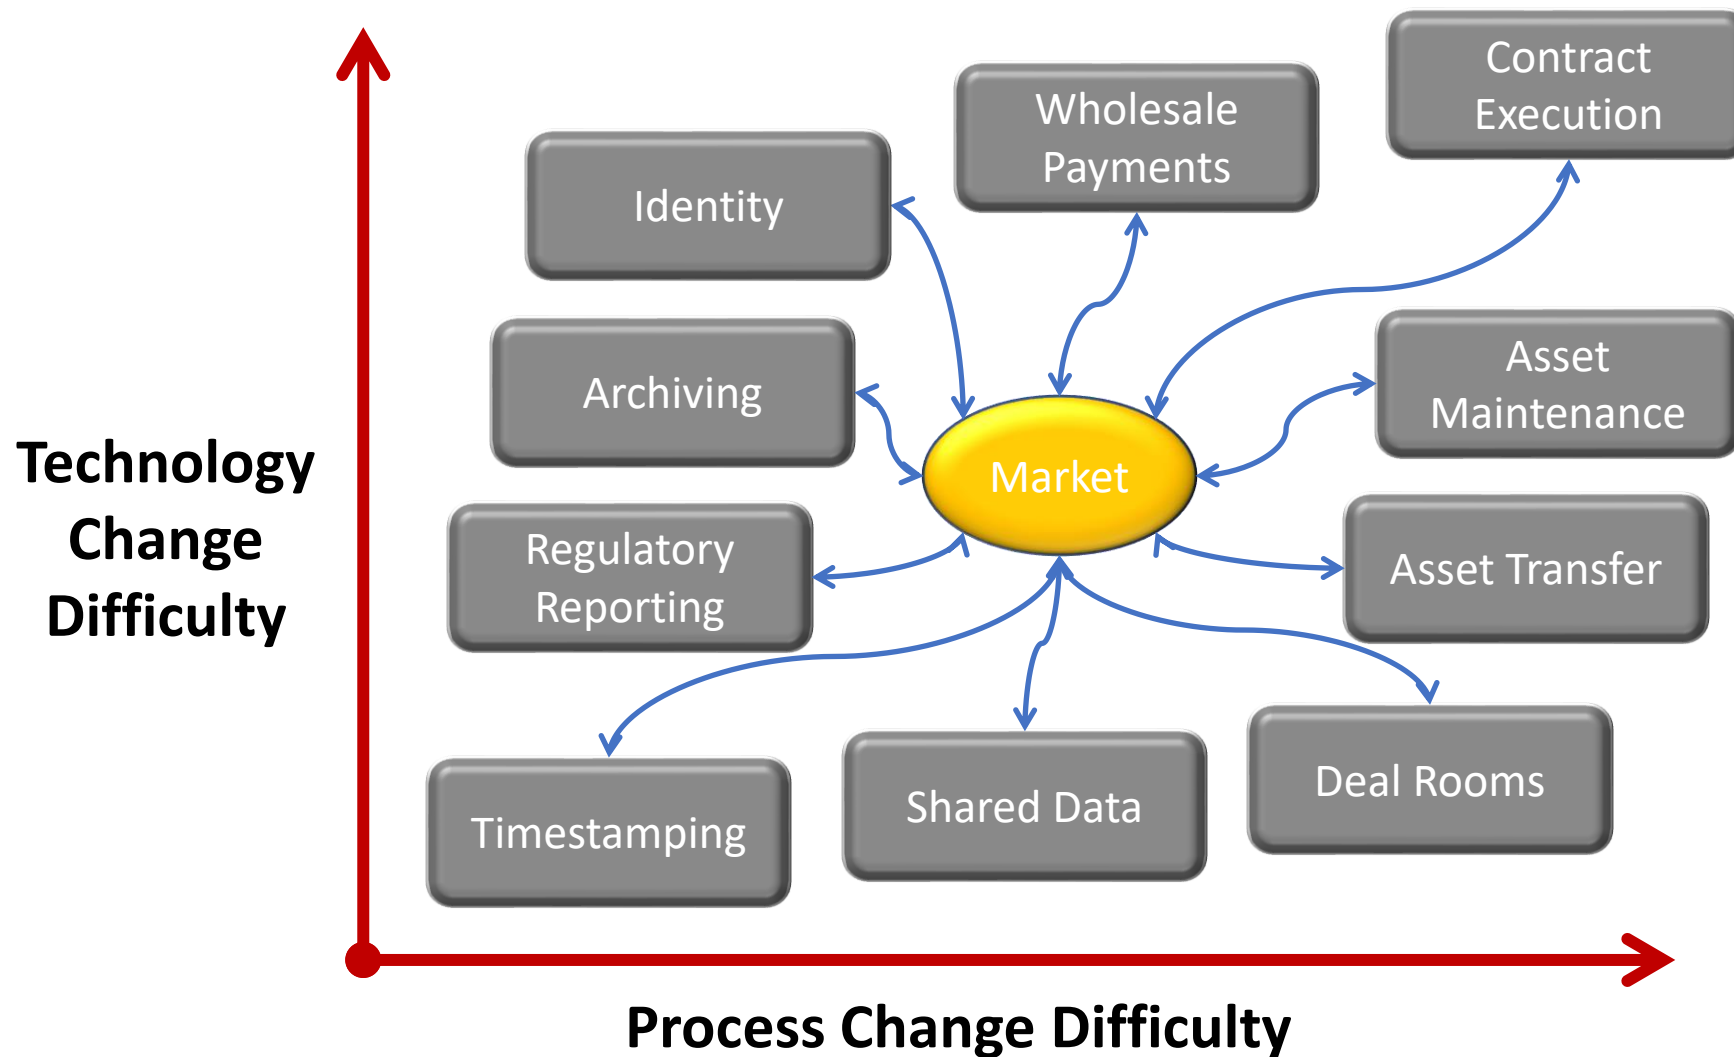 Contract
Execution
Wholesale
Payments
Identity
Asset
Maintenance
Archiving
Technology
Change
Difficulty
Market
Regulatory
Reporting
Asset Transfer
Timestamping
Shared Data
Deal Rooms
Process Change Difficulty